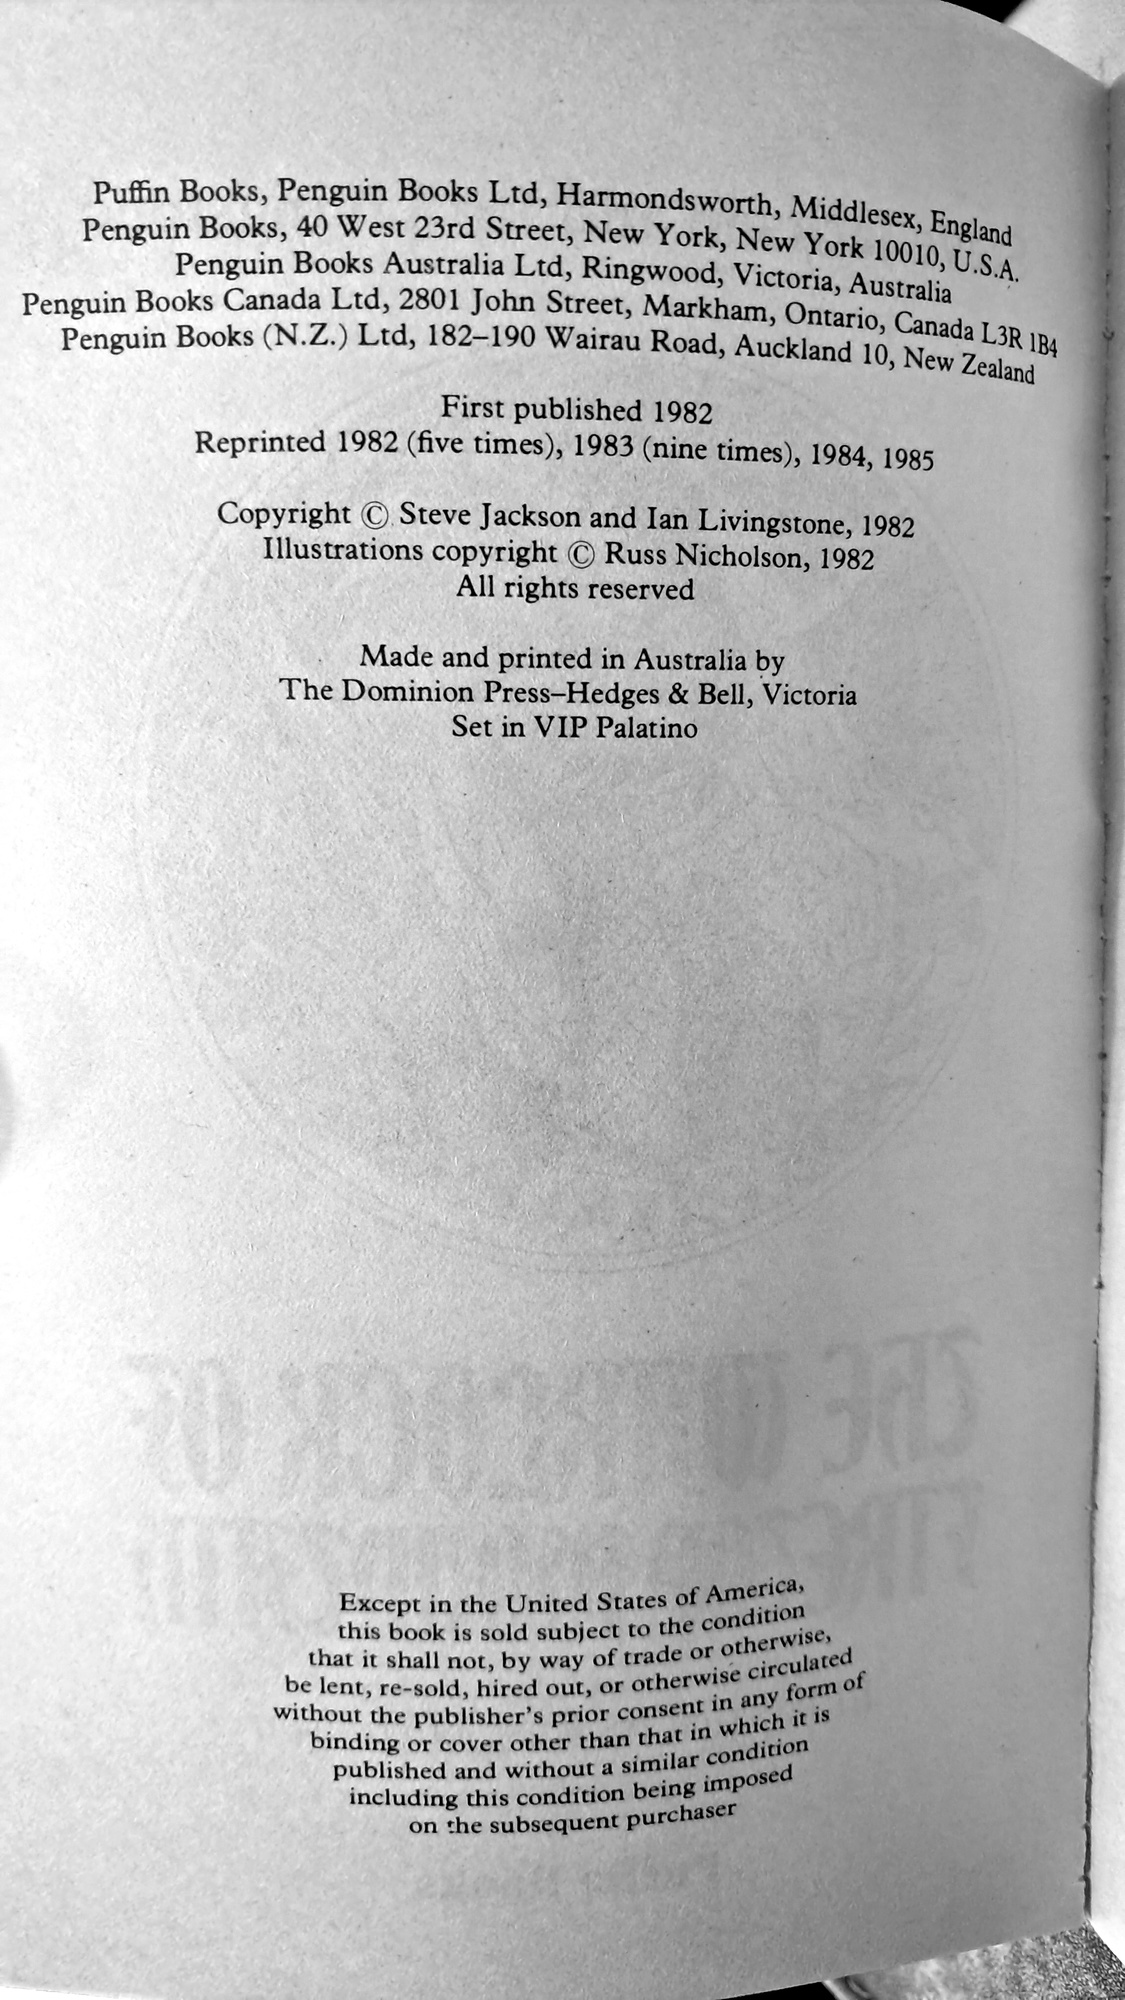 Puffin Books, Penguin Books Ltd, Harmondsworth, Middlesex, England
Penguin Books, 40 West 23rd Street, New York, New York 10010, U.S.A.
Penguin Books Australia Ltd, Ringwood, Victoria, Australia
Penguin Books Canada Ltd, 2801 John Street, Markham, Ontario, Canada L3R 1B4
Penguin Books (N.Z.) Ltd, 182–190 Wairau Road, Auckland 10, New Zealand
First published 1982
Reprinted 1982 (five times), 1983 (nine times), 1984, 1985
Copyright © Steve Jackson and Ian Livingstone, 1982
Illustrations copyright © Russ Nicholson, 1982
All rights reserved
Made and printed in Australia by
The Dominion Press–Hedges & Bell, Victoria
Set in VIP Palatino
Except in the United States of America,
this book is sold subject to the condition
that it shall not, by way of trade or otherwise,
be lent, re-sold, hired out, or otherwise circulated
without the publisher's prior consent in any form of
binding or cover other than that in which it is
published and without a similar condition
including this condition being imposed
on the subsequent purchaser